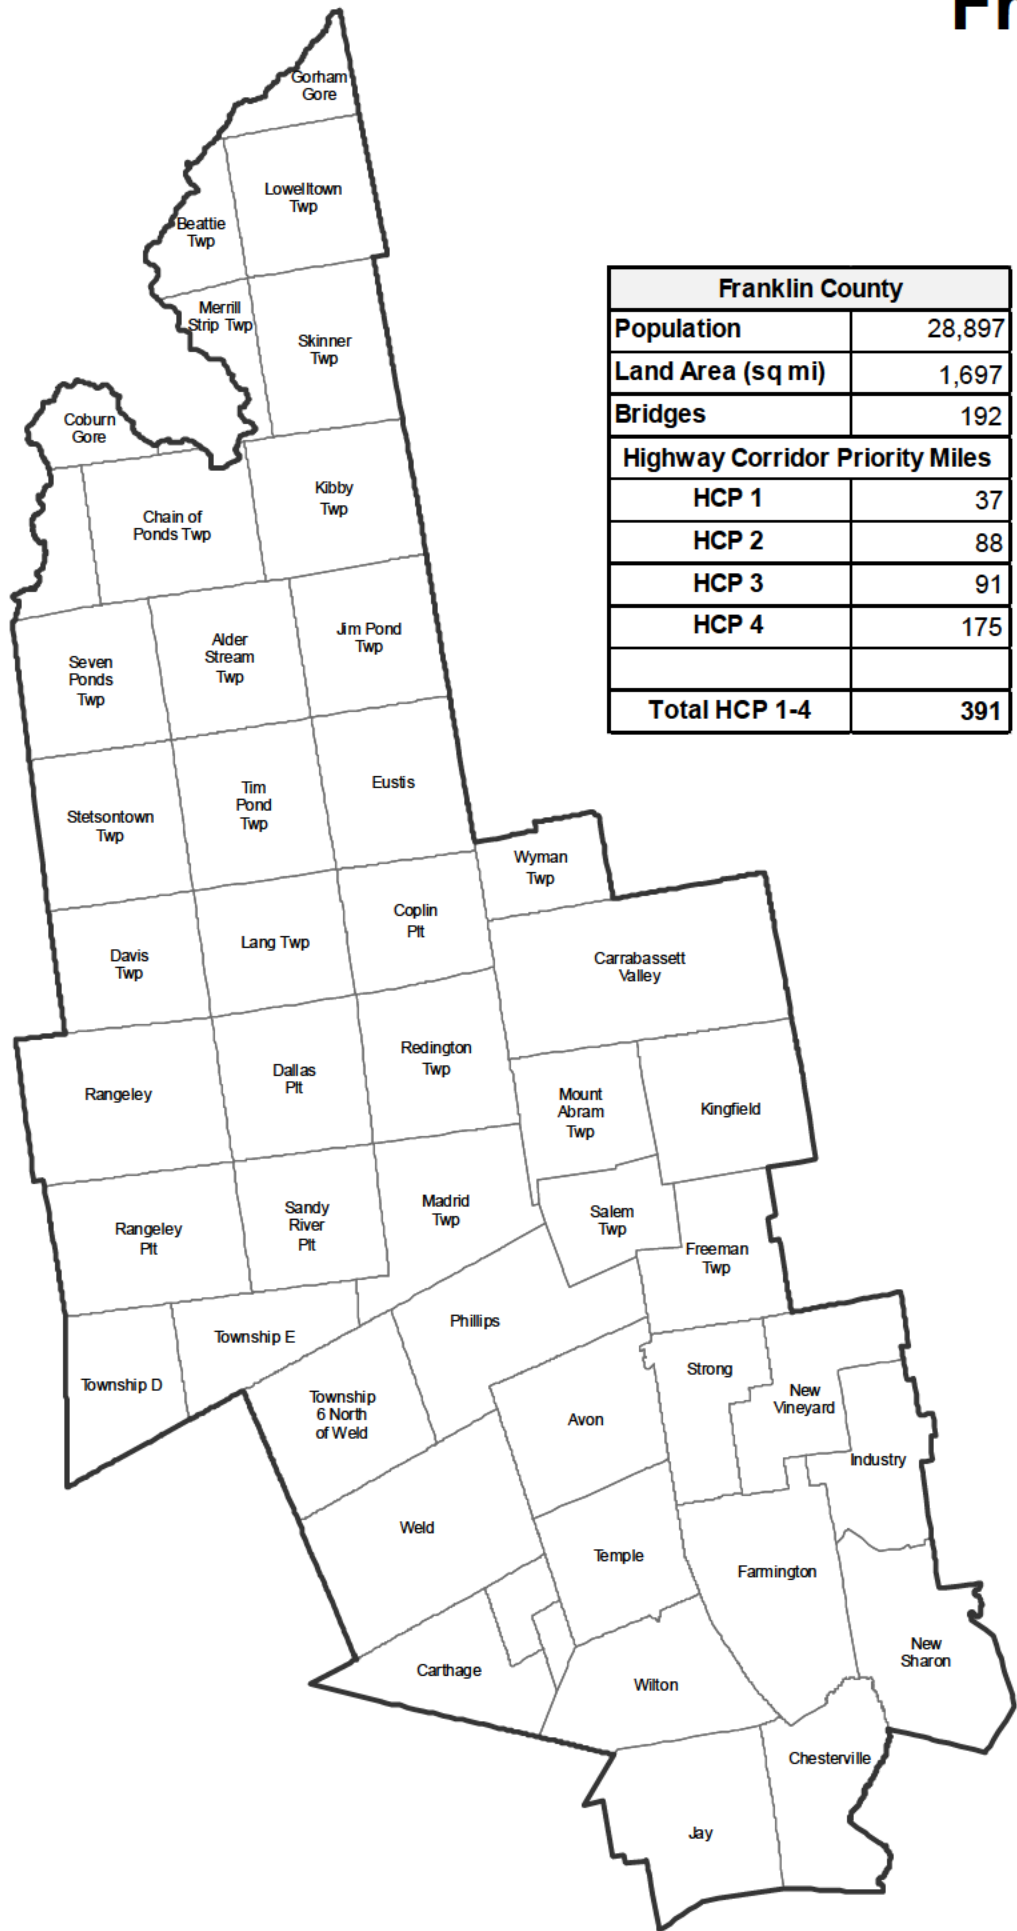 Fr
Gorham
Gore
Lowelltown
Twp
Beattie
Twp
Merrill
Strip Twp
Skinner
Twp
Coburn
Gore
Kibby
Twp
Chain of
Ponds Twp
Jim Pond
Twp
Alder
Stream
Twp
Seven
Ponds
Twp
Eustis
Tim
Pond
Twp
Stetsontown
Twp
Wyman
Twp
Coplin
Plt
Lang Twp
Davis
Twp
Carrabassett
Valley
Redington
Twp
Dallas
Plt
Rangeley
Mount
Abram
Twp
Kingfield
Madrid
Twp
Sandy
River
Plt
Rangeley
Plt
Salem
Twp
Freeman
Twp
Phillips
Township E
Township D
Strong
New
Vineyard
Township
6 North
of Weld
Avon
Industry
Weld
Temple
Farmington
New
Sharon
Carthage
Wilton
Chesterville
Jay
Franklin County
Population 28,897
Land Area (sq mi) 1,697
Bridges 192
Highway Corridor Priority Miles
HCP 1 37
HCP 2 88
HCP 3 91
HCP 4 175
Total HCP 1-4 391